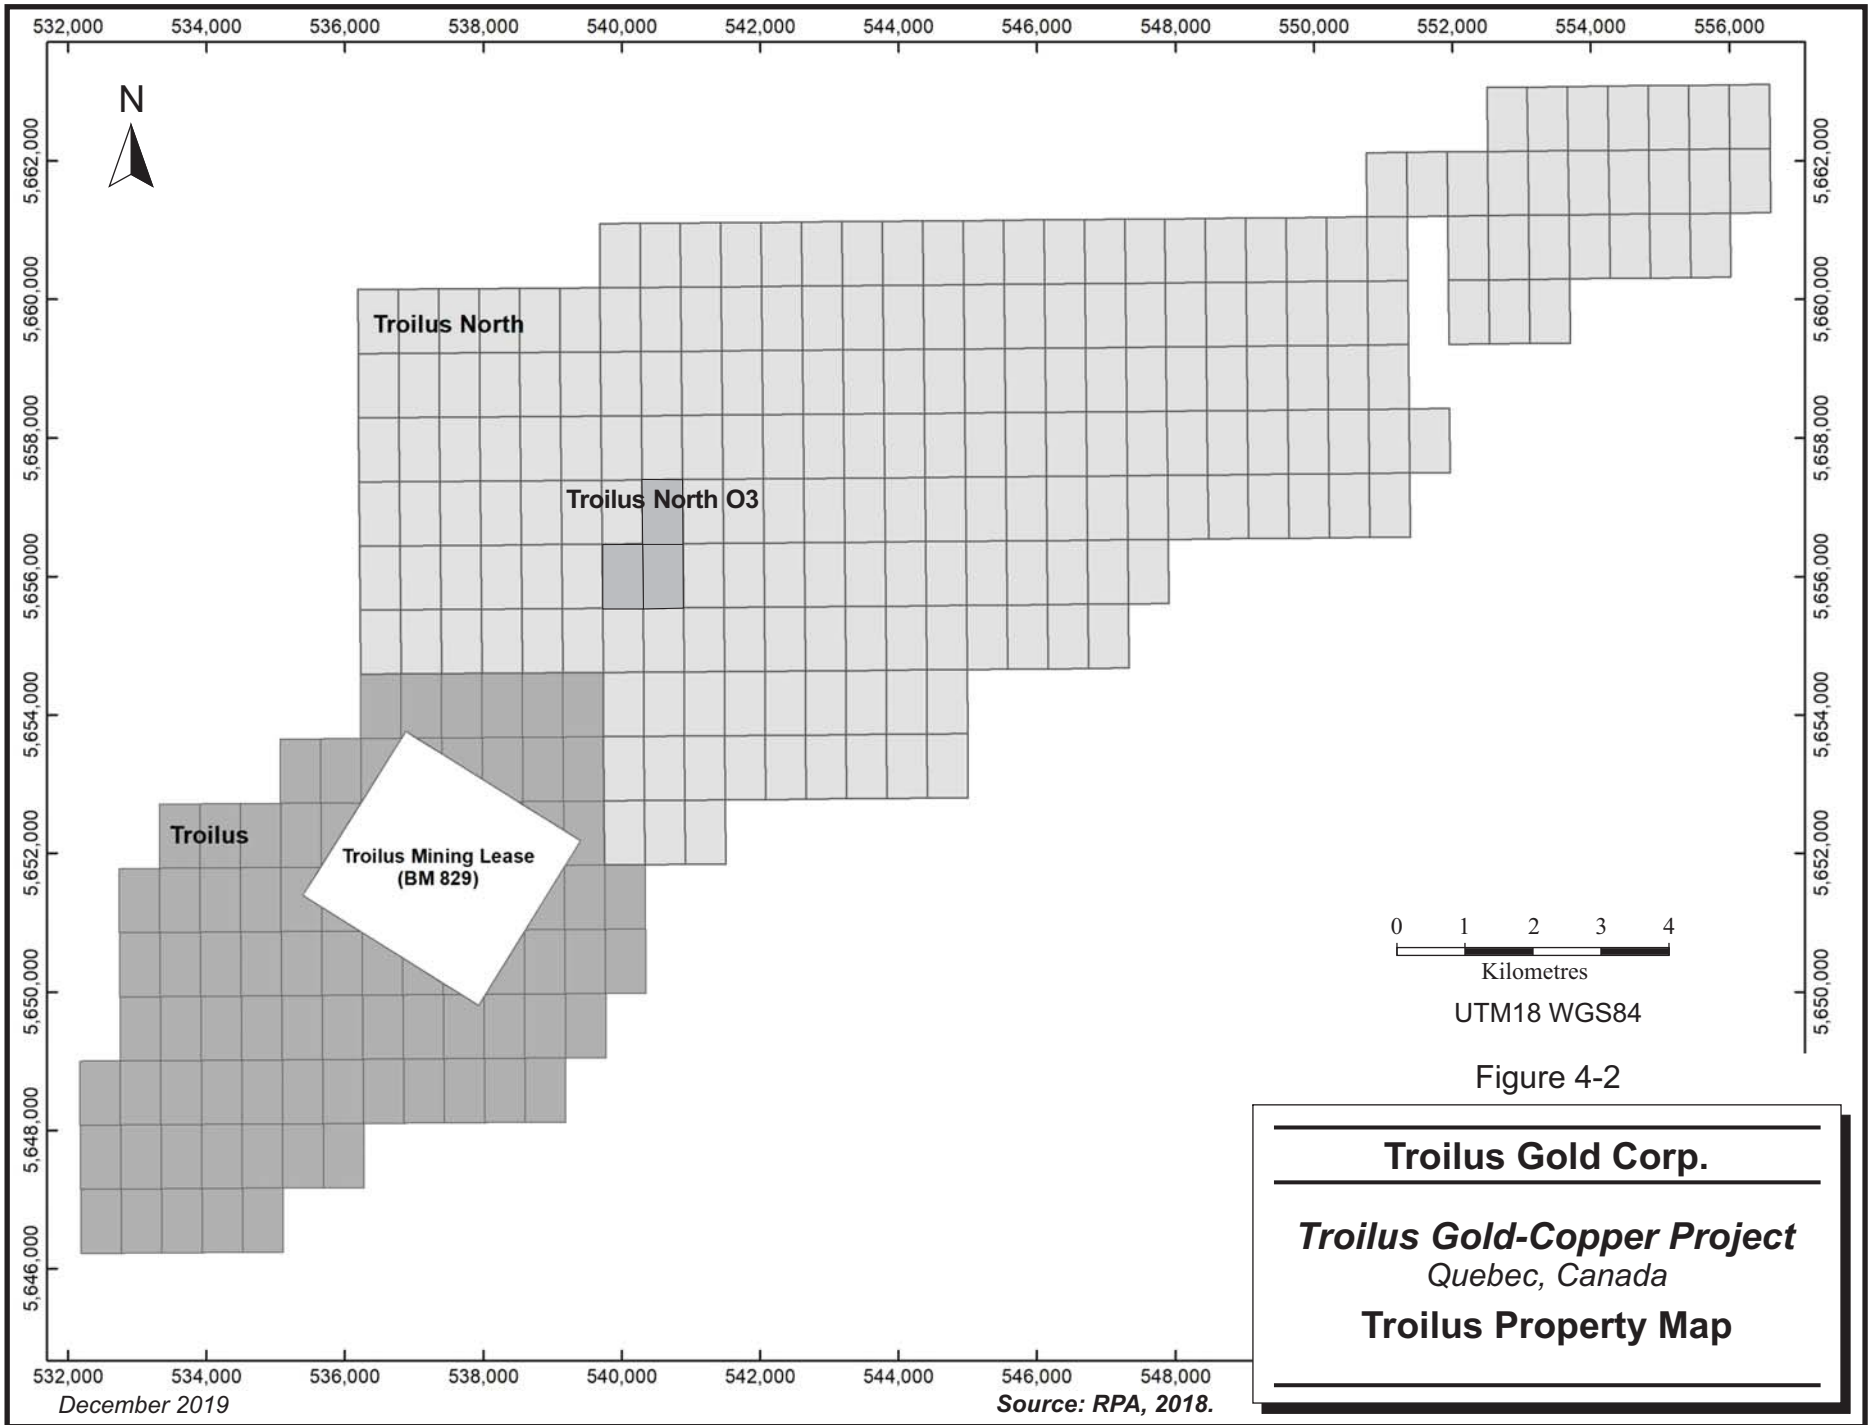 532,000 534,000 536,000 538,000 540,000 542,000 544,000 546,000 548,000 550,000 552,000 554,000 556,000
N
5,662,000
5,660,000
5,658,000
5,656,000
5,654,000
5,652,000
5,650,000
5,648,000
5,646,000
Troilus North
Troilus North O3
Troilus
Troilus Mining Lease
(BM 829)
5,662,000
5,660,000
5,658,000
5,656,000
5,654,000
5,652,000
5,650,000
0 1 2 3 4
Kilometres
UTM18 WGS84
Figure 4-2
Troilus Gold Corp.
Troilus Gold-Copper Project
Quebec, Canada
Troilus Property Map
532,000 534,000 536,000 538,000 540,000 542,000 544,000 546,000 548,000
December 2019
Source: RPA, 2018.